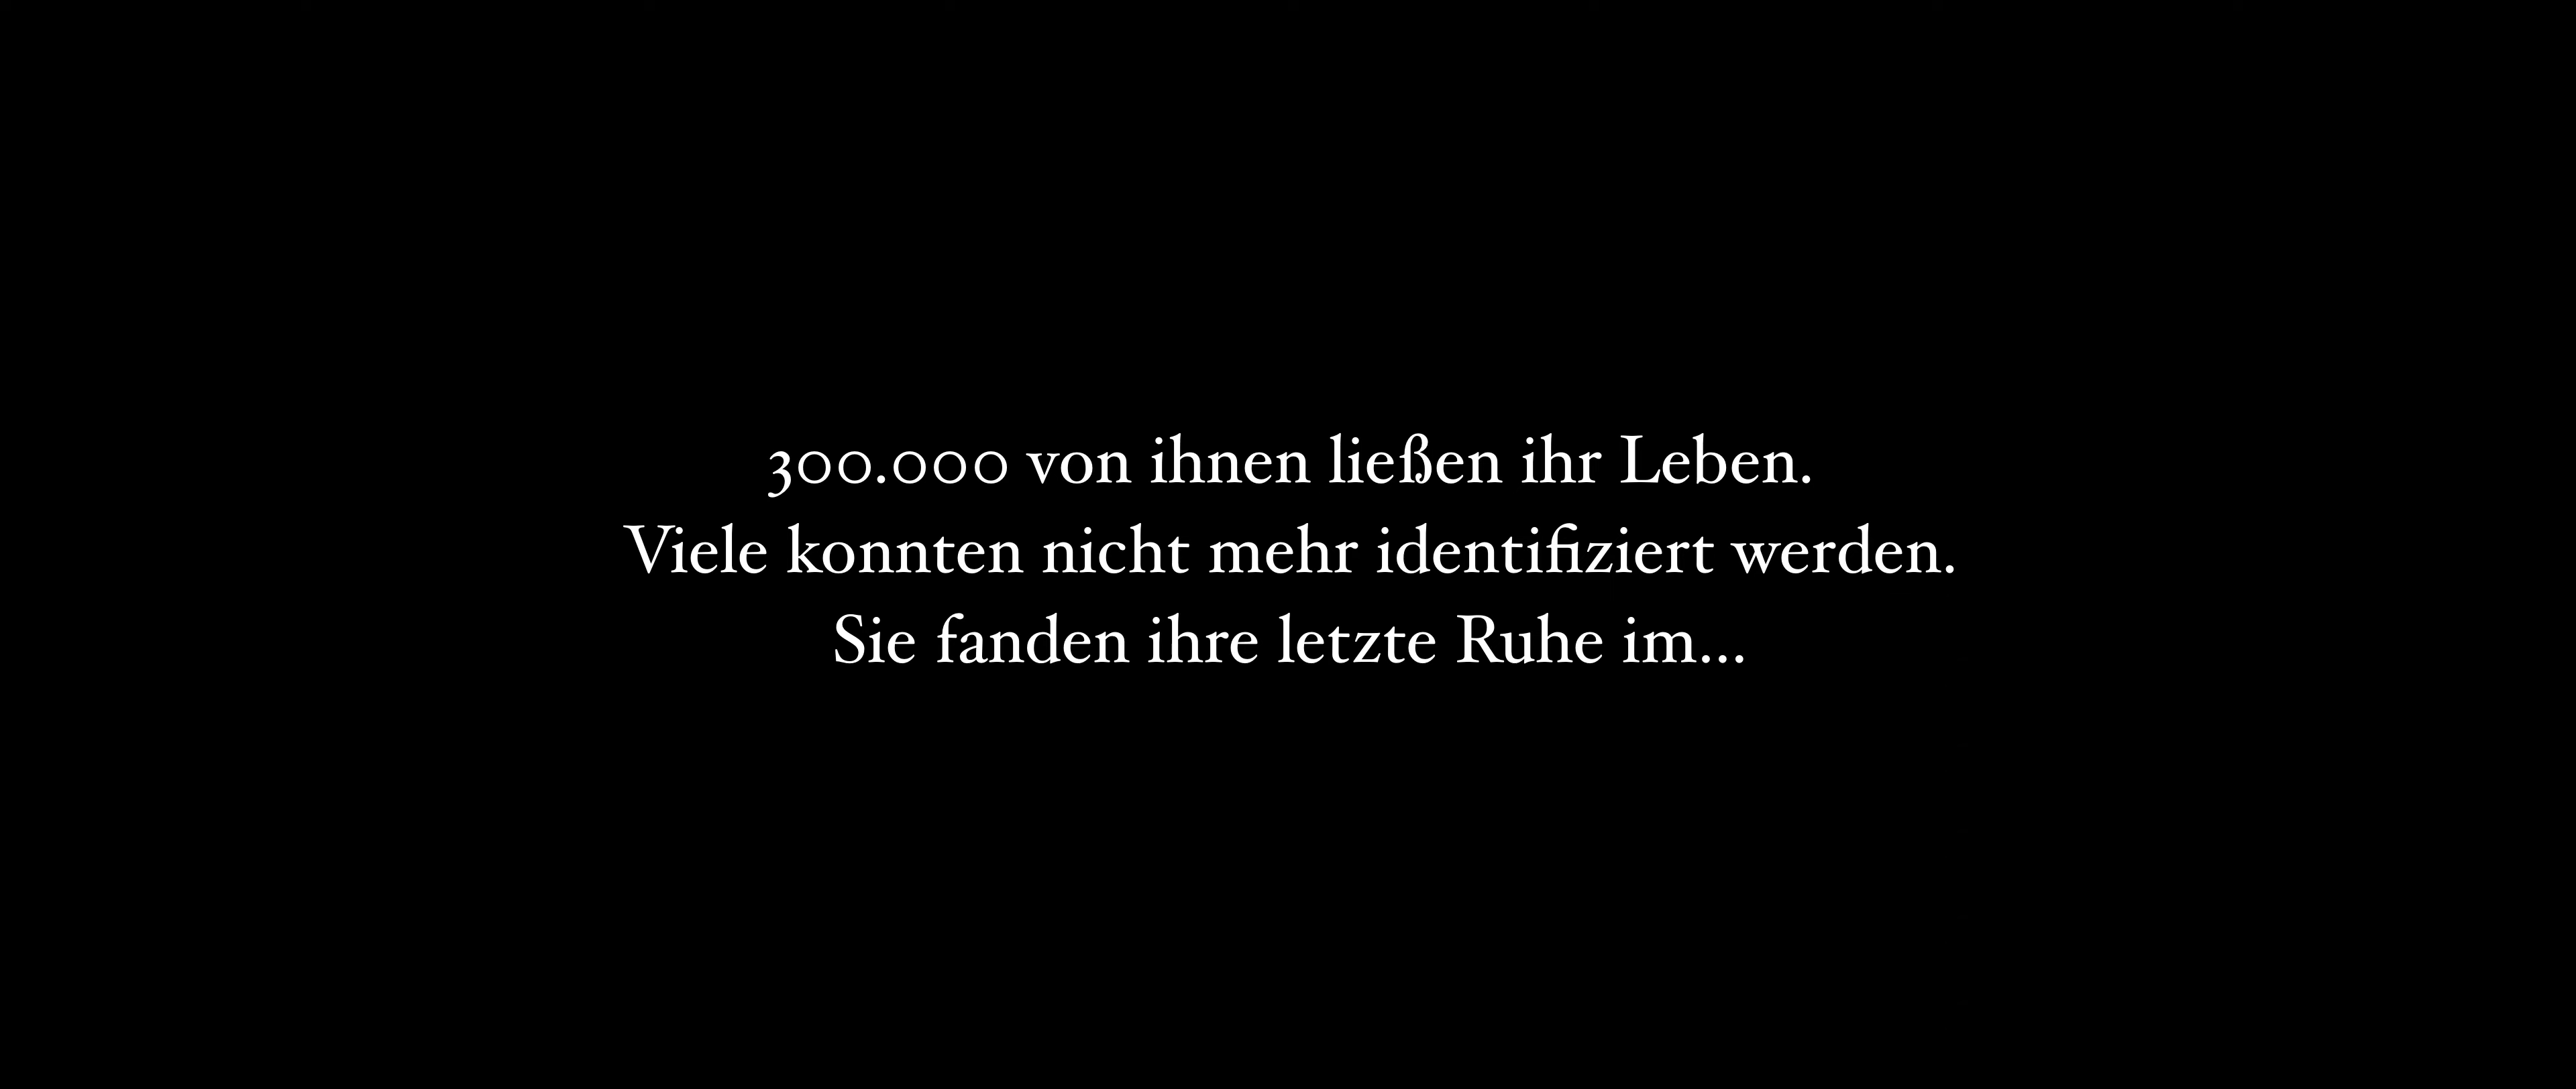 300.000 von ihnen ließen ihr Leben.
Viele konnten nicht mehr identifiziert werden.
Sie fanden ihre letzte Ruhe im...